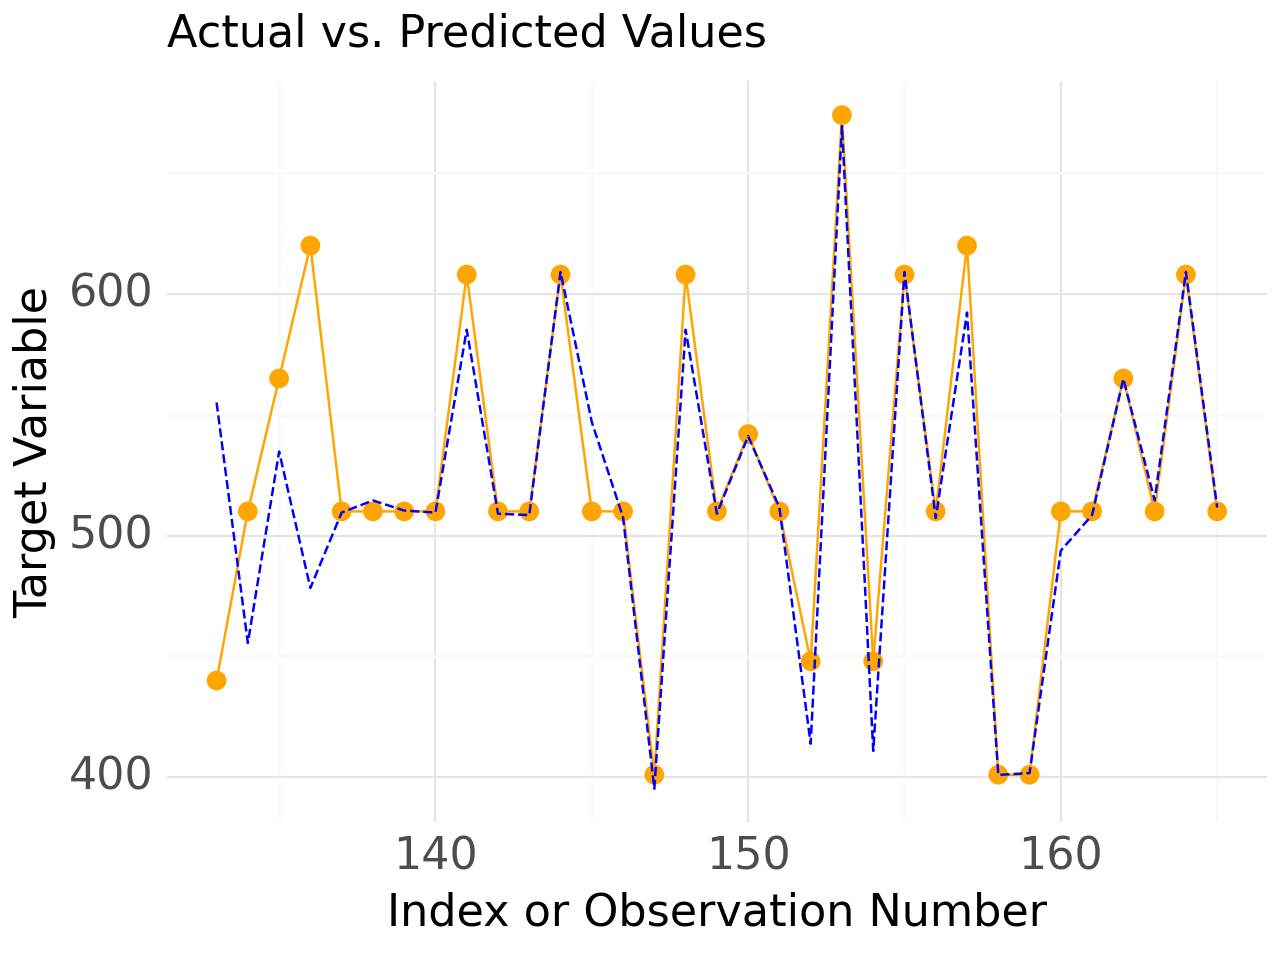 Actual vs. Predicted Values
Target Variable
600
500
400
140
150
160
Index or Observation Number